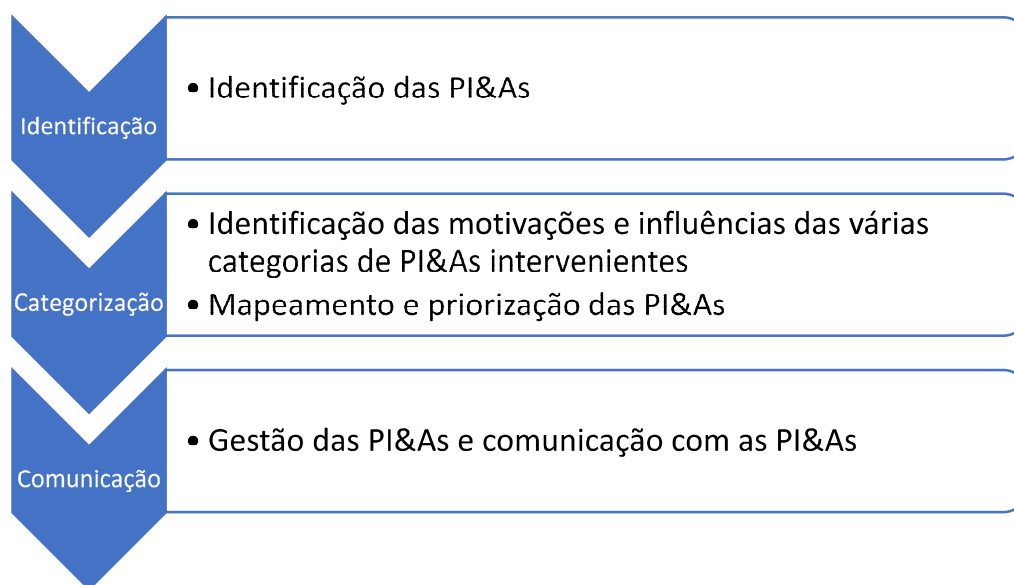 Identificação
• Identificação das PI&As
Categorização
• Identificação das motivações e influências das várias
categorias de PI&As intervenientes
• Mapeamento e priorização das PI&As
Comunicação
• Gestão das PI&As e comunicação com as PI&As